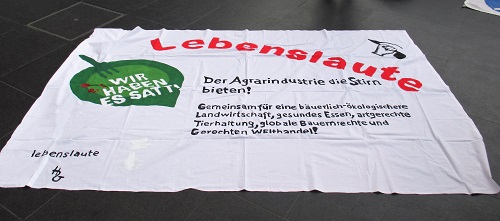 Lebenslaute
WIR
HABEN
ES SATT!
Der Agrarindustrie die Stirn
bieten!
Gemeinsam für eine bäuerlich-ökologischere
Landwirtschaft, gesundes Essen, artgerechte
Tierhaltung, globale Bauernrechte und
Gerechten Welthandel!
lebenslaute